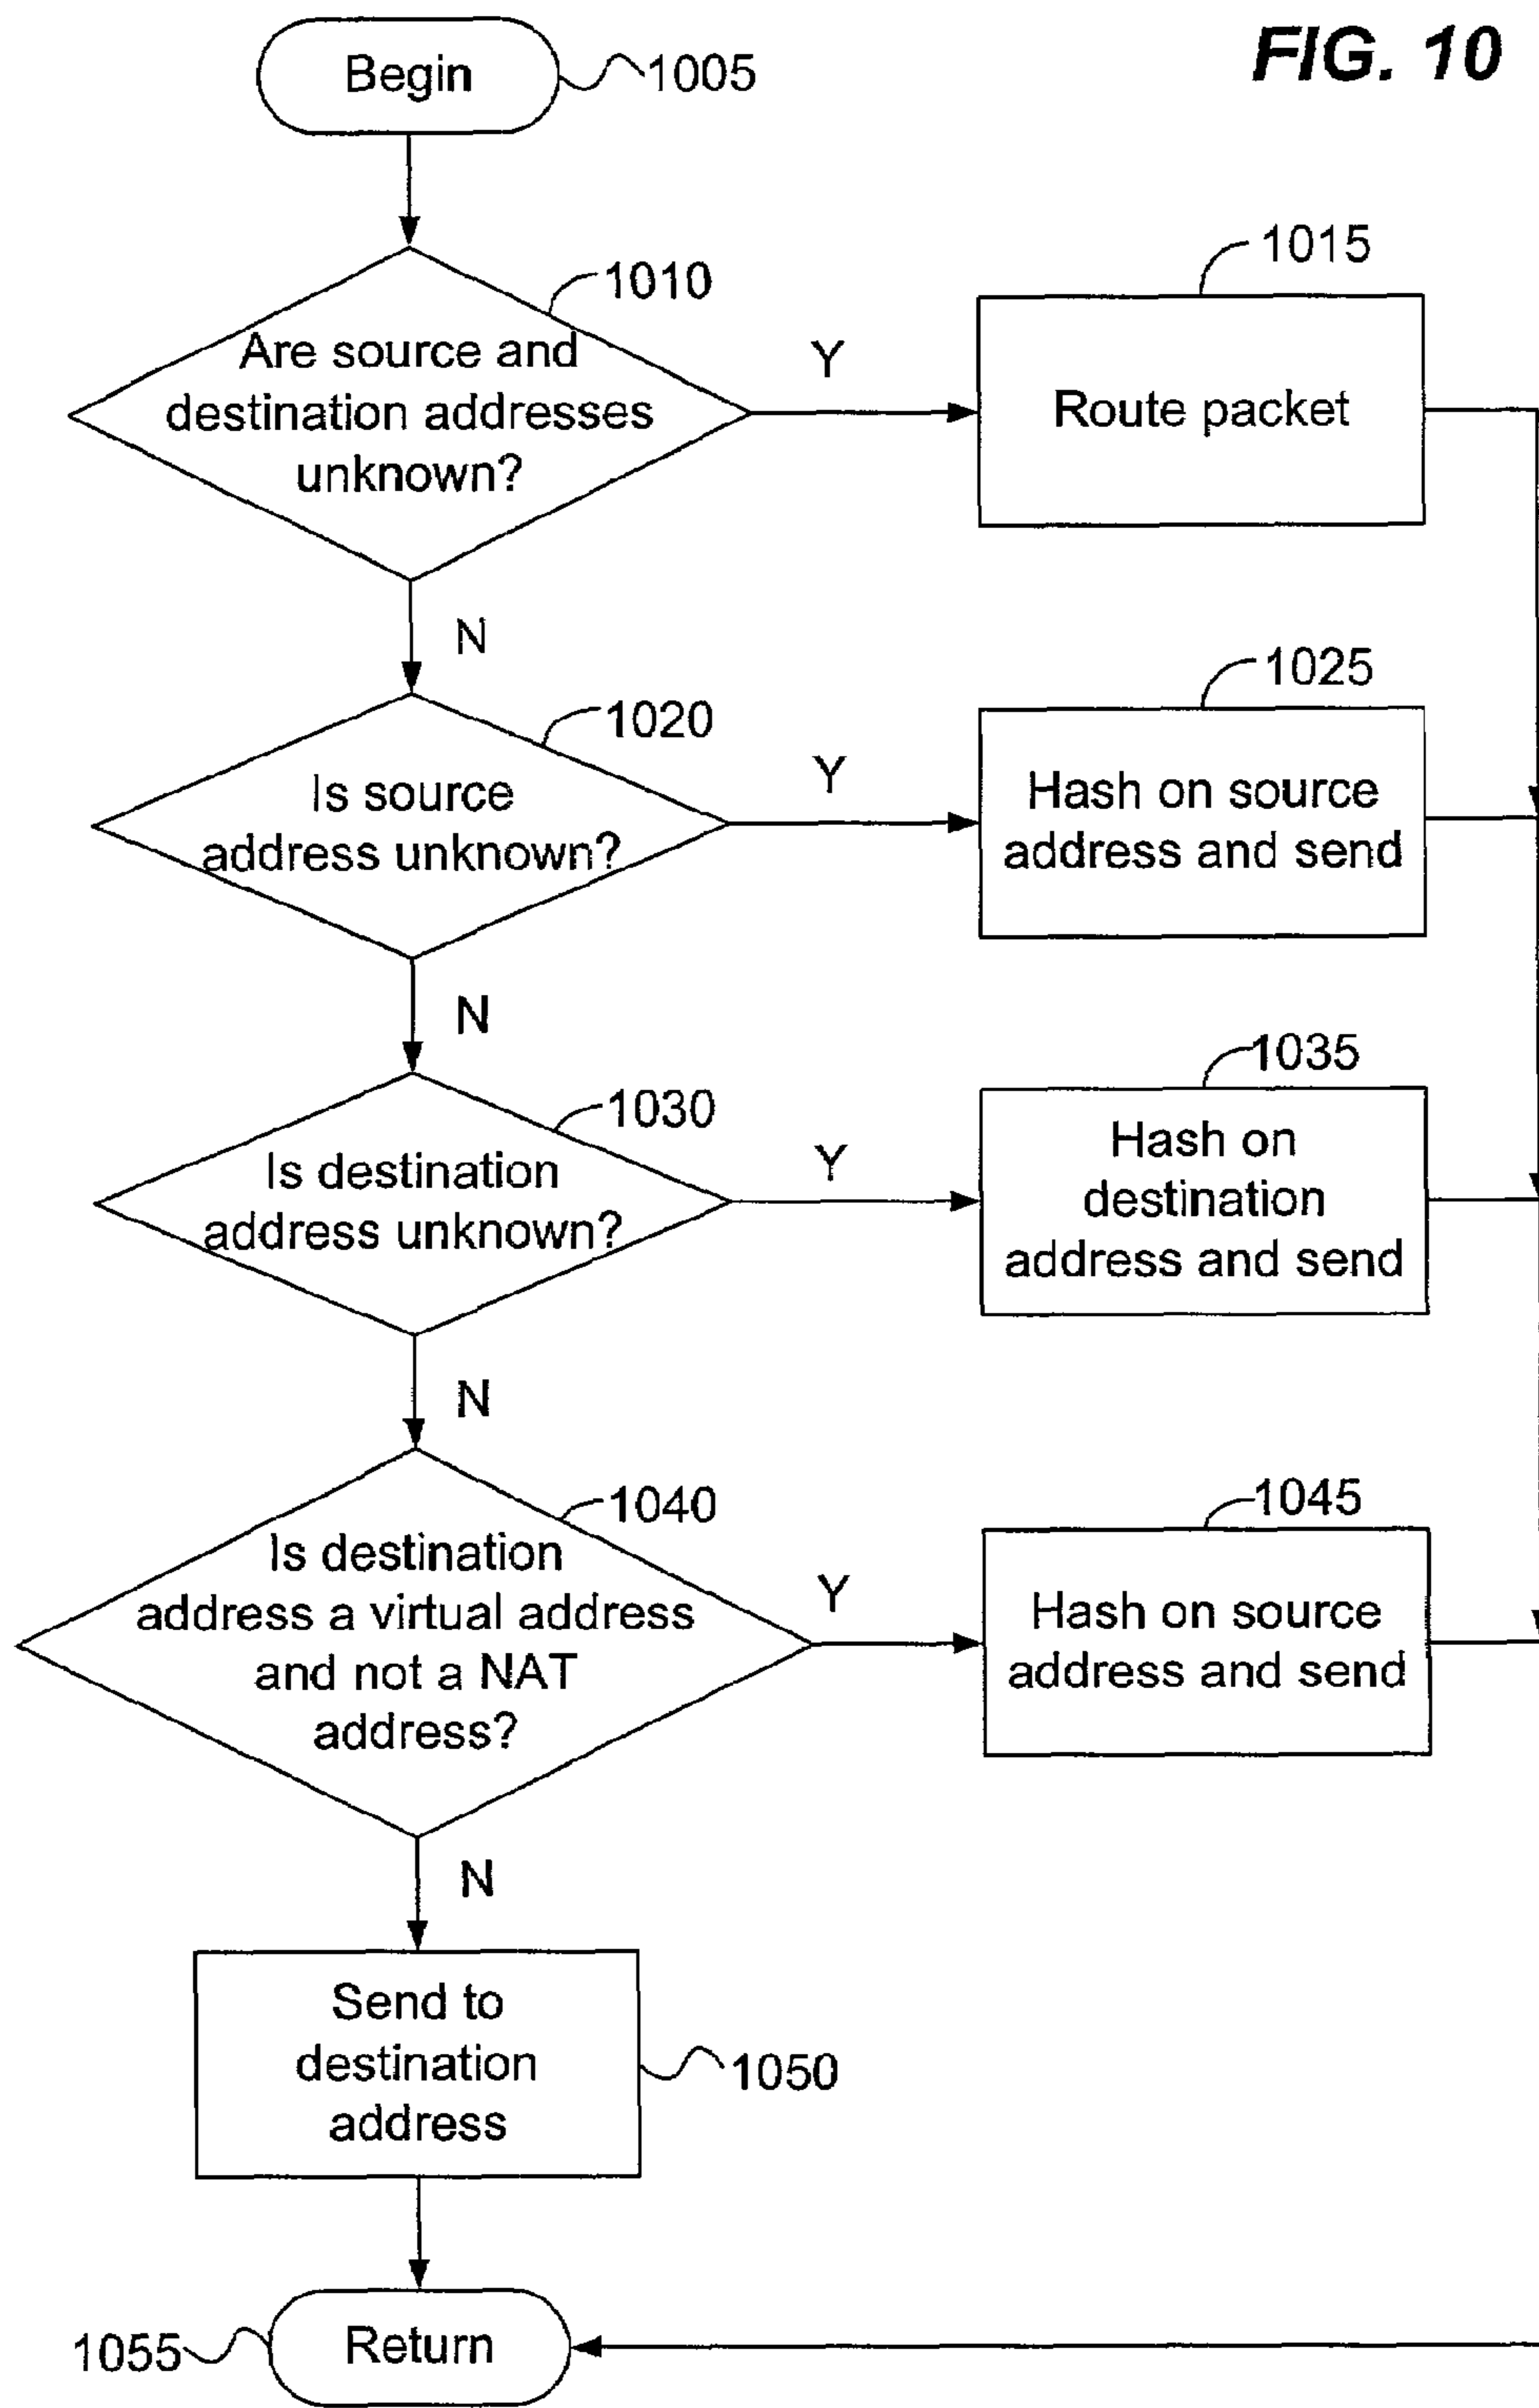 FIG. 10
Begin
1005
1010
Are source and
destination addresses
unknown?
Y
1015
Route packet
N
1020
Is source
address unknown?
Y
1025
Hash on source
address and send
N
1030
Is destination
address unknown?
Y
1035
Hash on
destination
address and send
N
1040
Is destination
address a virtual address
and not a NAT
address?
Y
1045
Hash on source
address and send
N
Send to
destination
address
1050
1055
Return